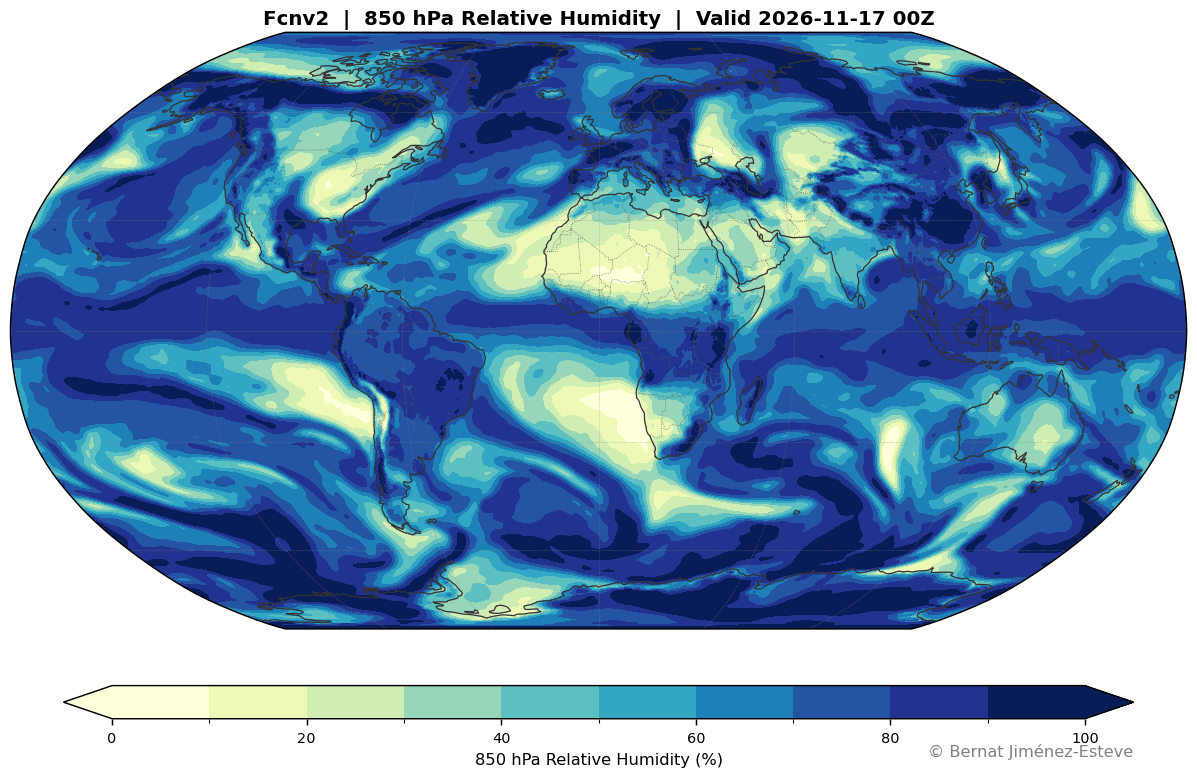 Fcnv2 | 850 hPa Relative Humidity | Valid 2026-11-17 00Z
0 20 40 60 80 100
850 hPa Relative Humidity (%)
© Bernat Jiménez-Esteve